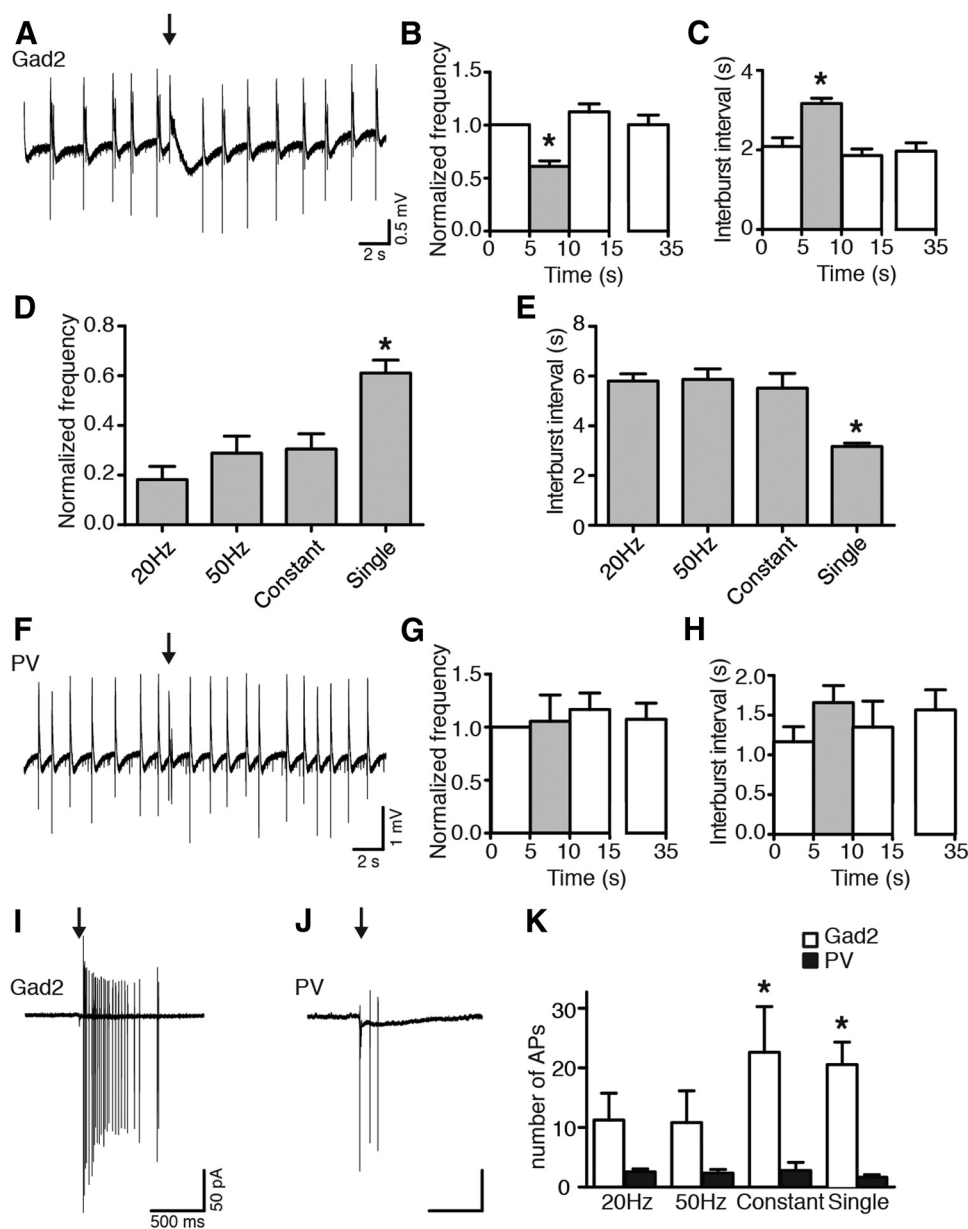 A
Gad2
0.5 mV
2 s
B
Normalized frequency
1.5
1.0
0.5
0.0
*
0 5 10 15 35
Time (s)
C
Interburst interval (s)
4
2
0
*
0 5 10 15 35
Time (s)
D
Normalized frequency
0.8
0.6
0.4
0.2
0.0
*
20Hz 50Hz Constant Single
E
Interburst interval (s)
8
6
4
2
0
*
20Hz 50Hz Constant Single
F
PV
1 mV
2 s
G
Normalized frequency
1.5
1.0
0.5
0.0
0 5 10 15 35
Time (s)
H
Interburst interval (s)
2.0
1.5
1.0
0.5
0.0
0 5 10 15 35
Time (s)
I
Gad2
50 pA
500 ms
J
PV
K
Gad2
PV
number of APs
30
20
10
0
* *
20Hz 50Hz Constant Single